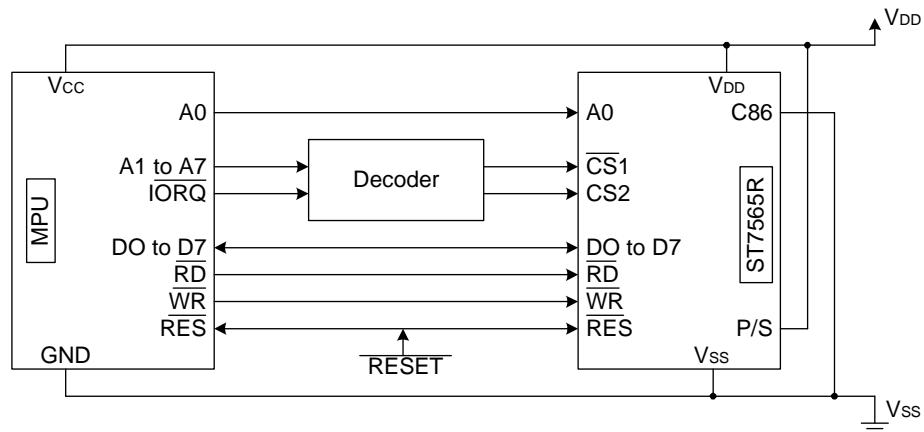 VDD
VCC
VDD
A0
A0
C86
A1 to A7
Decoder
CS1
IORQ
CS2
MPU
ST7565R
DO to D7
DO to D7
RD
RD
WR
WR
RES
RES
P/S
GND
RESET
VSS
VSS